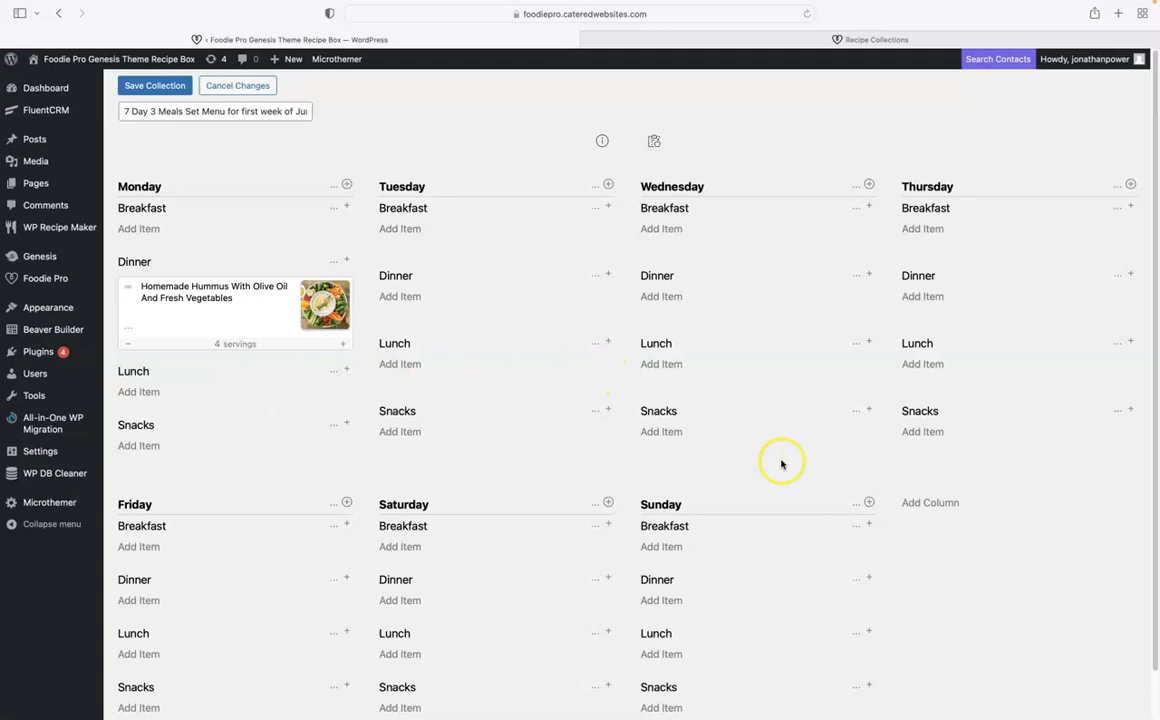 foodiepro.cateredwebsites.com
‹ Foodie Pro Genesis Theme Recipe Box — WordPress
Recipe Collections
Foodie Pro Genesis Theme Recipe Box
4
0
New
Microthemer
Search Contacts
Howdy, jonathanpower
Dashboard
FluentCRM
Posts
Media
Pages
Comments
WP Recipe Maker
Genesis
Foodie Pro
Appearance
Beaver Builder
Plugins 4
Users
Tools
All-in-One WP
Migration
Settings
WP DB Cleaner
Microthemer
Collapse menu
Save Collection
Cancel Changes
7 Day 3 Meals Set Menu for first week of Jun
Monday
Breakfast
Add Item
Dinner
Homemade Hummus With Olive Oil
And Fresh Vegetables
...
− 4 servings +
Lunch
Add Item
Snacks
Add Item
Tuesday
Breakfast
Add Item
Dinner
Add Item
Lunch
Add Item
Snacks
Add Item
Wednesday
Breakfast
Add Item
Dinner
Add Item
Lunch
Add Item
Snacks
Add Item
Thursday
Breakfast
Add Item
Dinner
Add Item
Lunch
Add Item
Snacks
Add Item
Friday
Breakfast
Add Item
Dinner
Add Item
Lunch
Add Item
Snacks
Add Item
Saturday
Breakfast
Add Item
Dinner
Add Item
Lunch
Add Item
Snacks
Add Item
Sunday
Breakfast
Add Item
Dinner
Add Item
Lunch
Add Item
Snacks
Add Item
Add Column